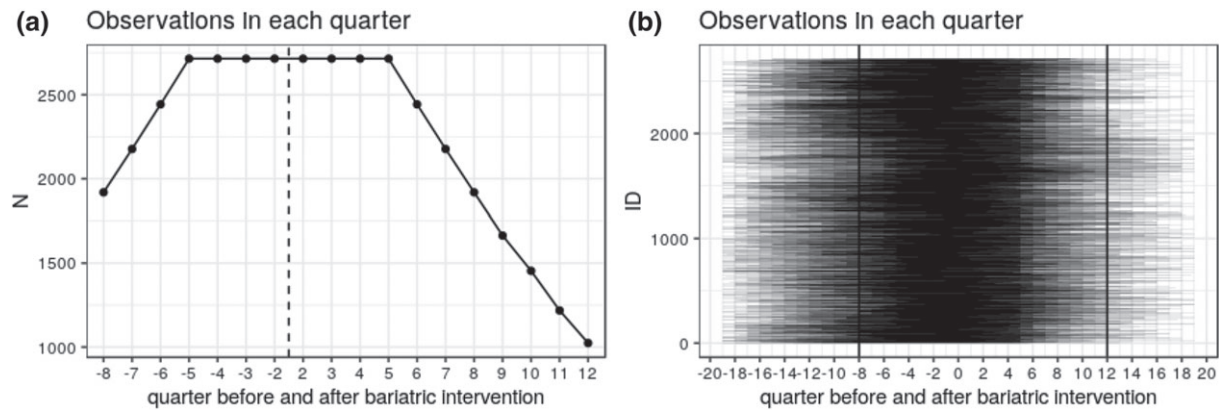 (a) Observations in each quarter
N
2500
2000
1500
1000
-8 -7 -6 -5 -4 -3 -2 2 3 4 5 6 7 8 9 10 11 12
quarter before and after bariatric intervention
(b) Observations in each quarter
ID
2000
1000
0
-20 -18 -16 -14 -12 -10 -8 -6 -4 -2 0 2 4 6 8 10 12 14 16 18 20
quarter before and after bariatric intervention